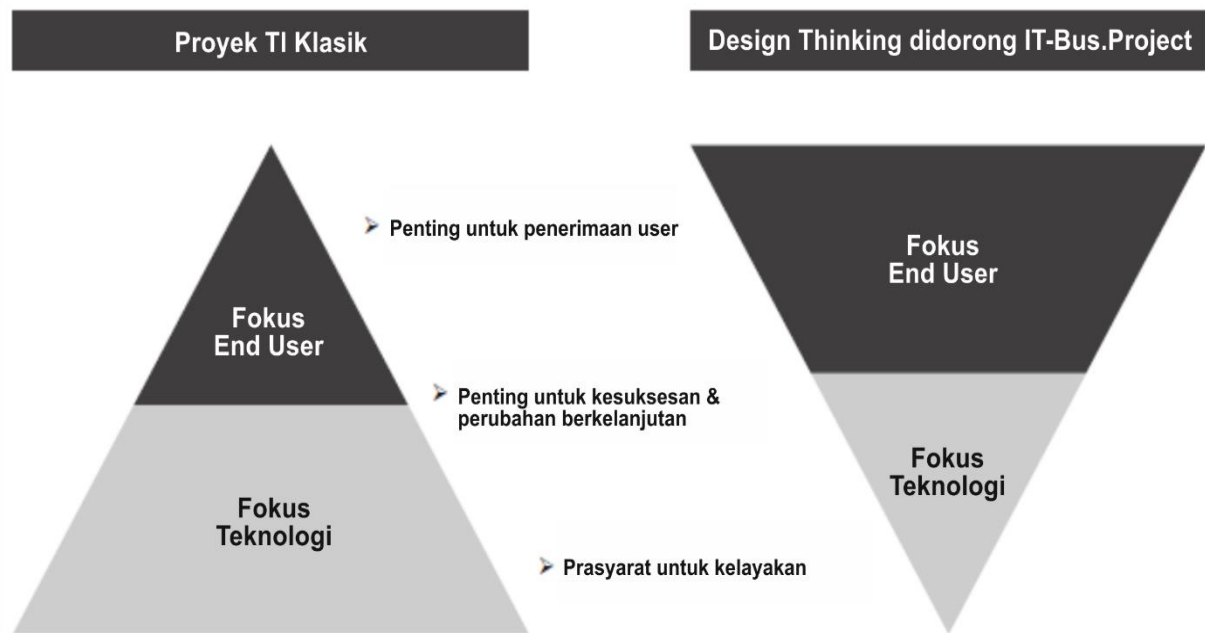 Proyek TI Klasik
Design Thinking didorong IT-Bus.Project
Penting untuk penerimaan user
Fokus
End User
Penting untuk kesuksesan &
perubahan berkelanjutan
Fokus
Teknologi
Prasyarat untuk kelayakan
Fokus
End User
Fokus
Teknologi